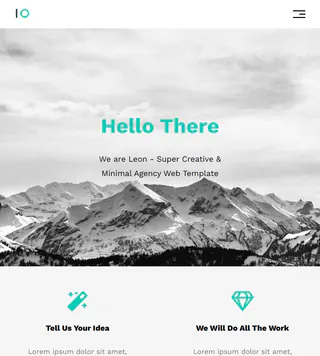 IO
Hello There
We are Leon - Super Creative &
Minimal Agency Web Template
Tell Us Your Idea
We Will Do All The Work
Lorem ipsum dolor sit amet,
Lorem ipsum dolor sit amet,